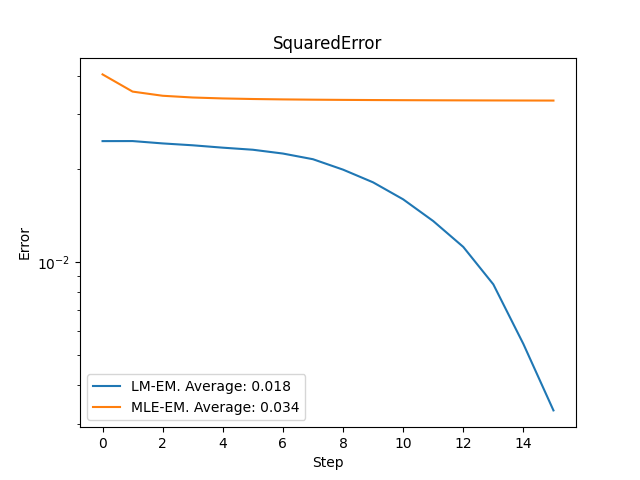 SquaredError
Error
10⁻²
0 2 4 6 8 10 12 14
Step
LM-EM. Average: 0.018
MLE-EM. Average: 0.034